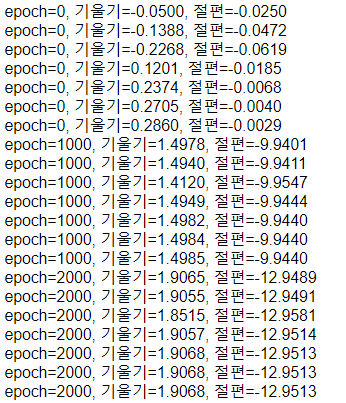 epoch=0, 기울기=-0.0500, 절편=-0.0250
epoch=0, 기울기=-0.1388, 절편=-0.0472
epoch=0, 기울기=-0.2268, 절편=-0.0619
epoch=0, 기울기=0.1201, 절편=-0.0185
epoch=0, 기울기=0.2374, 절편=-0.0068
epoch=0, 기울기=0.2705, 절편=-0.0040
epoch=0, 기울기=0.2860, 절편=-0.0029
epoch=1000, 기울기=1.4978, 절편=-9.9401
epoch=1000, 기울기=1.4940, 절편=-9.9411
epoch=1000, 기울기=1.4120, 절편=-9.9547
epoch=1000, 기울기=1.4949, 절편=-9.9444
epoch=1000, 기울기=1.4982, 절편=-9.9440
epoch=1000, 기울기=1.4984, 절편=-9.9440
epoch=1000, 기울기=1.4985, 절편=-9.9440
epoch=2000, 기울기=1.9065, 절편=-12.9489
epoch=2000, 기울기=1.9055, 절편=-12.9491
epoch=2000, 기울기=1.8515, 절편=-12.9581
epoch=2000, 기울기=1.9057, 절편=-12.9514
epoch=2000, 기울기=1.9068, 절편=-12.9513
epoch=2000, 기울기=1.9068, 절편=-12.9513
epoch=2000, 기울기=1.9068, 절편=-12.9513